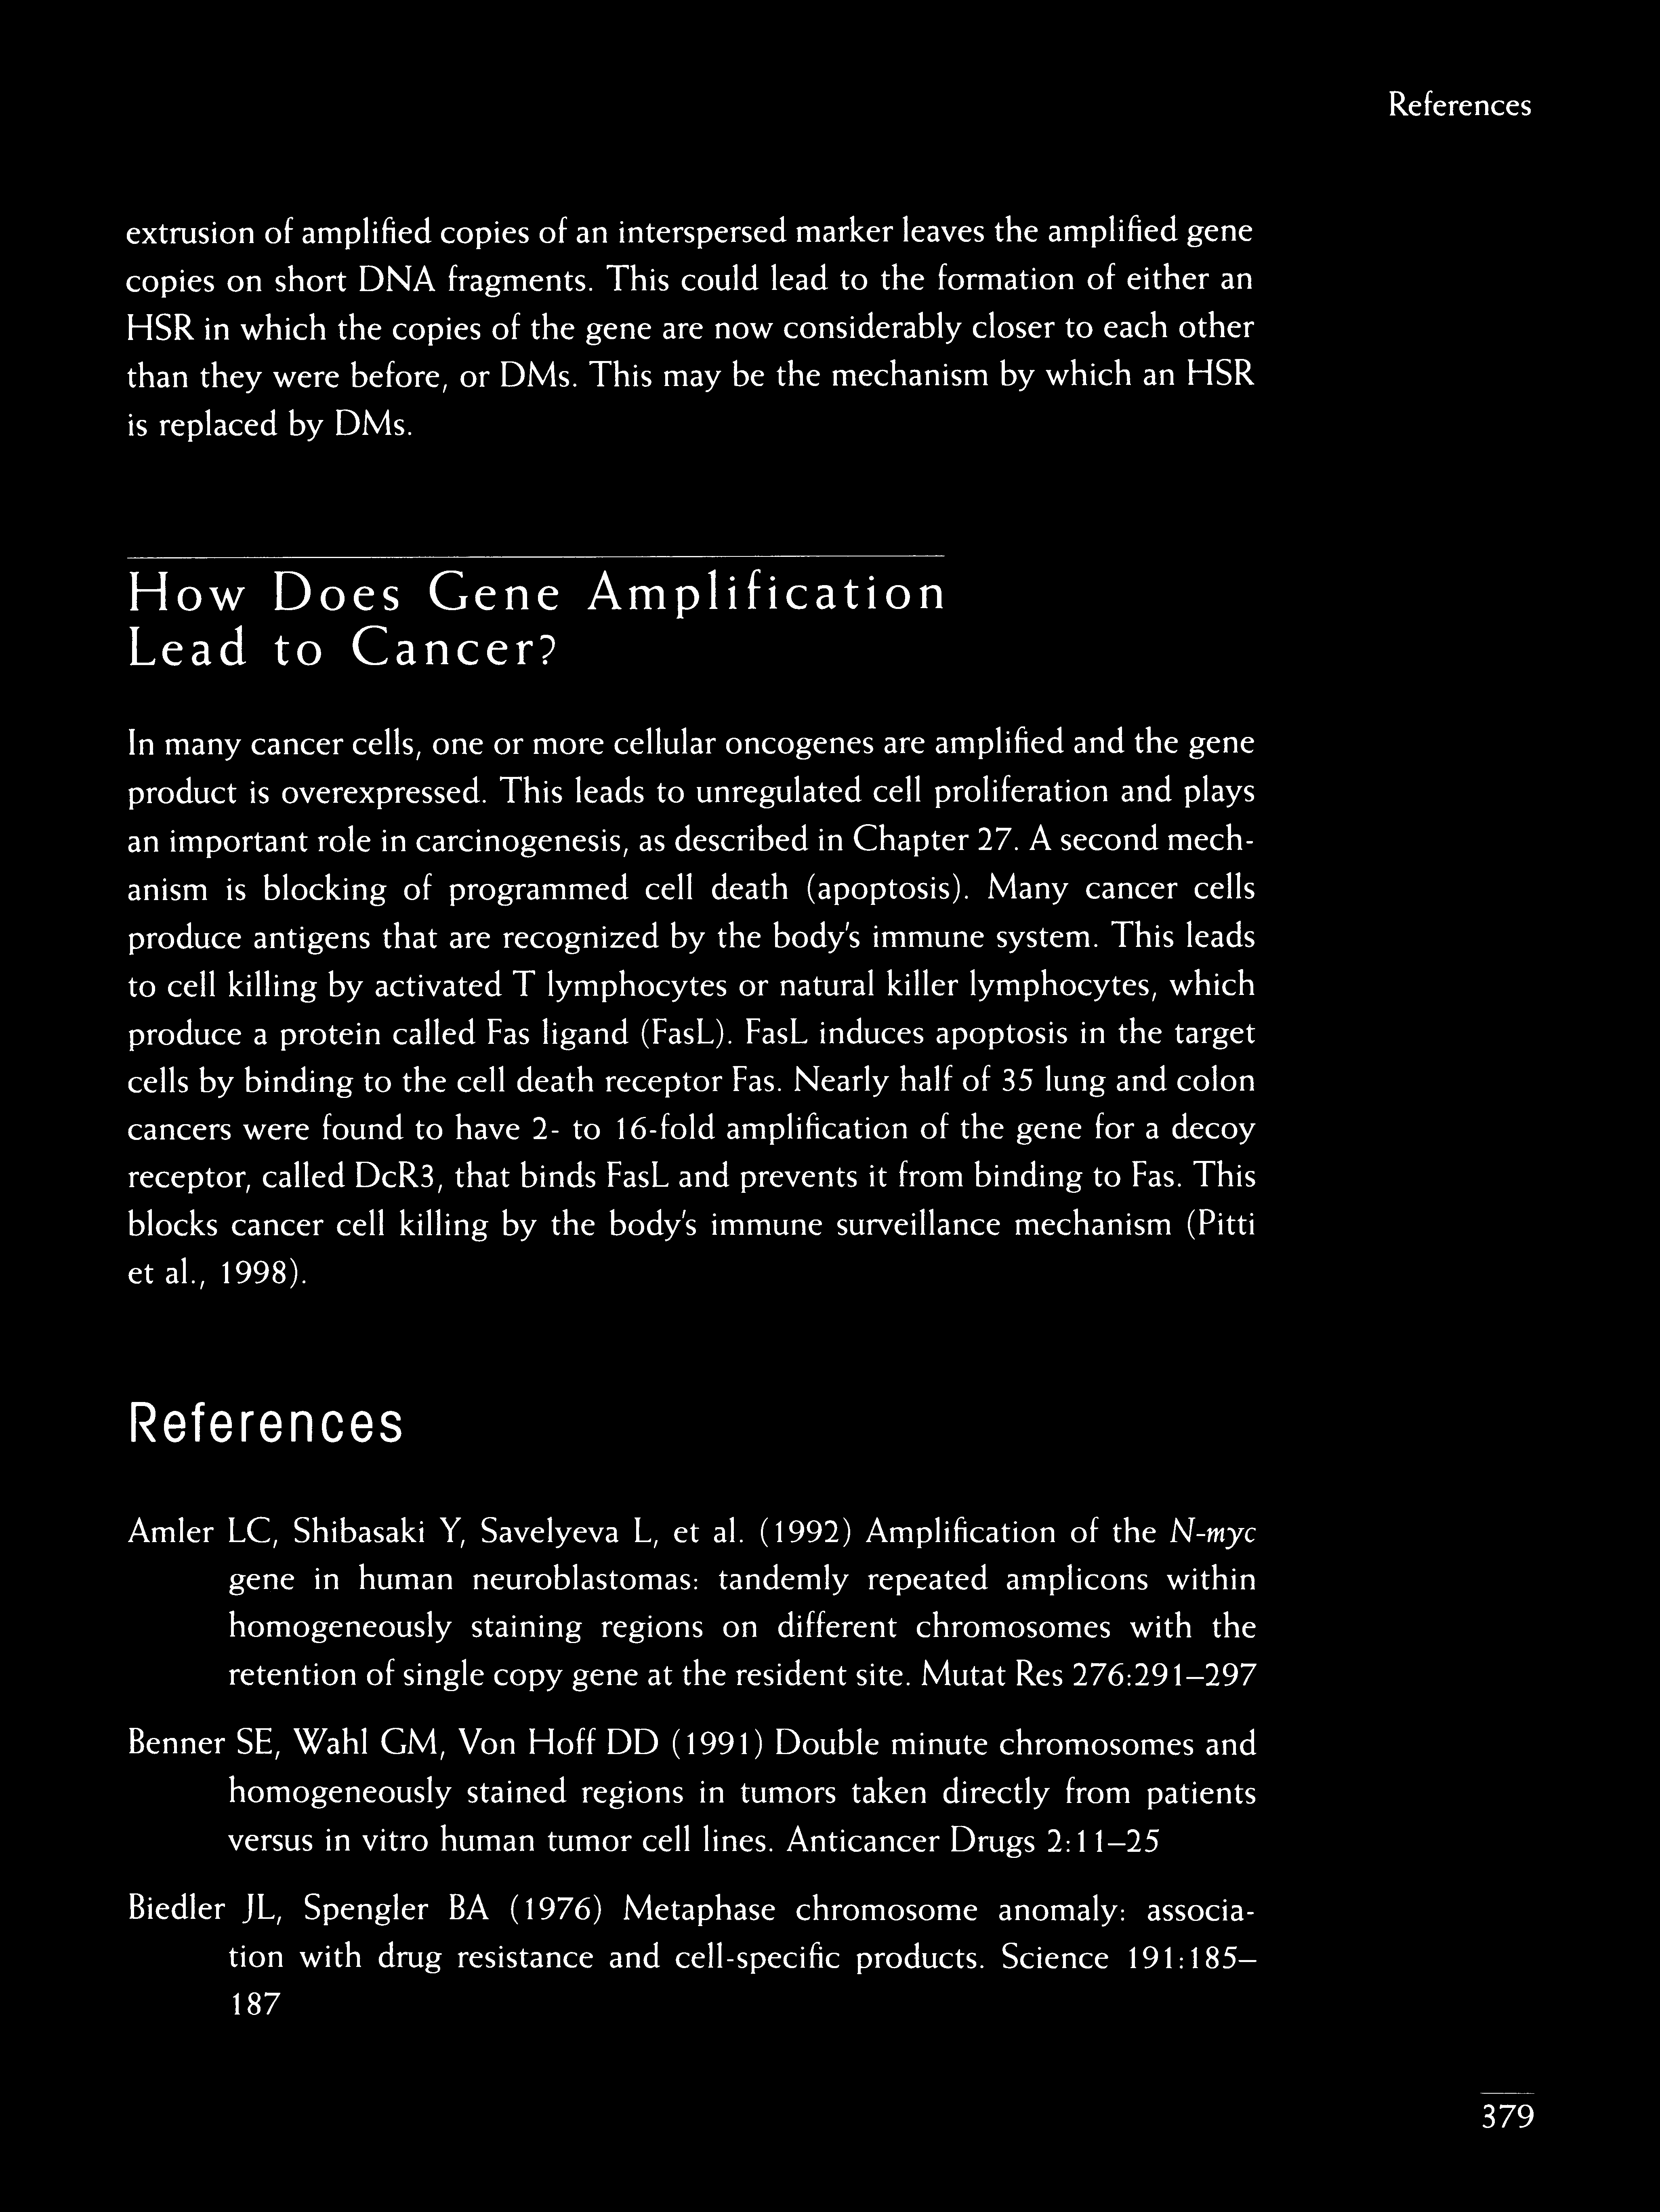 References
extrusion of amplified copies of an interspersed marker leaves the amplified gene
copies on short DNA fragments. This could lead to the formation of either an
HSR in which the copies of the gene are now considerably closer to each other
than they were before, or DMs. This may be the mechanism by which an HSR
is replaced by DMs.
How Does Gene Amplification
Lead to Cancer?
In many cancer cells, one or more cellular oncogenes are amplified and the gene
product is overexpressed. This leads to unregulated cell proliferation and plays
an important role in carcinogenesis, as described in Chapter 27. A second mech-
anism is blocking of programmed cell death (apoptosis). Many cancer cells
produce antigens that are recognized by the body's immune system. This leads
to cell killing by activated T lymphocytes or natural killer lymphocytes, which
produce a protein called Fas ligand (FasL). FasL induces apoptosis in the target
cells by binding to the cell death receptor Fas. Nearly half of 35 lung and colon
cancers were found to have 2- to 16-fold amplification of the gene for a decoy
receptor, called DcR3, that binds FasL and prevents it from binding to Fas. This
blocks cancer cell killing by the body's immune surveillance mechanism (Pitti
et al., 1998).
References
Amler LC, Shibasaki Y, Savelyeva L, et al. (1992) Amplification of the N-myc
gene in human neuroblastomas: tandemly repeated amplicons within
homogeneously staining regions on different chromosomes with the
retention of single copy gene at the resident site. Mutat Res 276:291–297
Benner SE, Wahl GM, Von Hoff DD (1991) Double minute chromosomes and
homogeneously stained regions in tumors taken directly from patients
versus in vitro human tumor cell lines. Anticancer Drugs 2:11–25
Biedler JL, Spengler BA (1976) Metaphase chromosome anomaly: associa-
tion with drug resistance and cell-specific products. Science 191:185–
187
379